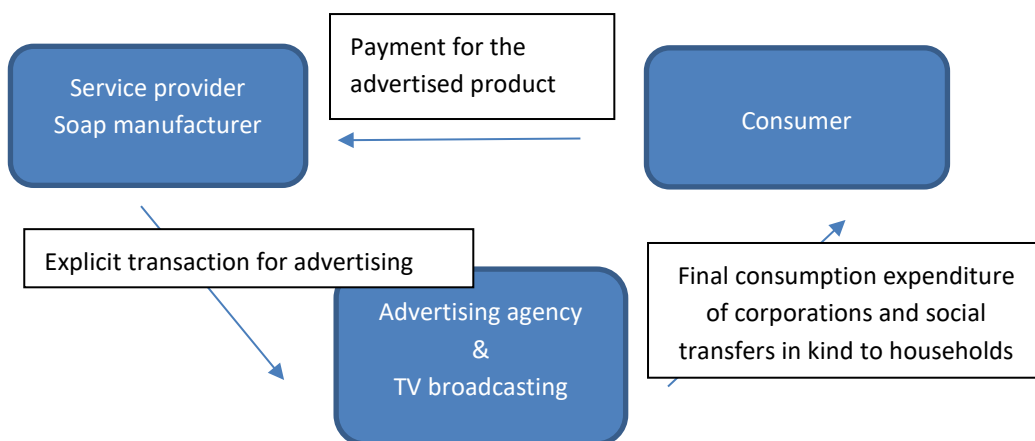 Service provider
Soap manufacturer
Payment for the
advertised product
Consumer
Explicit transaction for advertising
Advertising agency
&
TV broadcasting
Final consumption expenditure
of corporations and social
transfers in kind to households